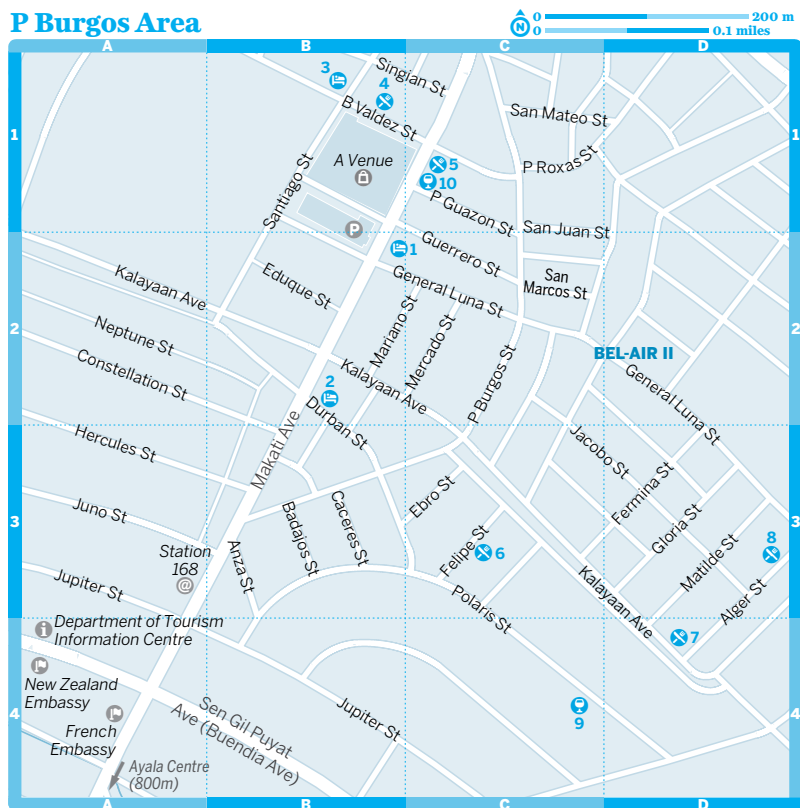 P Burgos Area
N
0 200 m
0 0.1 miles
A
B
C
D
1
1
2
2
3
3
4
4
3
4
Singian St
B Valdez St
San Mateo St
P Roxas St
A Venue
5
10
Santiago St
P Guazon St
San Juan St
P
1
Guerrero St
General Luna St
San
Marcos St
Kalayaan Ave
Eduque St
Mariano St
Mercado St
Neptune St
Constellation St
Kalayaan Ave
P Burgos St
BEL-AIR II
General Luna St
2
Durban St
Makati Ave
Hercules St
Jacobo St
Fermina St
Gloria St
Ebro St
Juno St
Badajos St
Caceres St
Felipe St
6
Matilde St
8
Station
168
@
Anza St
Jupiter St
Polaris St
Kalayaan Ave
Alger St
7
i
Department of Tourism
Information Centre
New Zealand
Embassy
French
Embassy
Sen Gil Puyat
Ave (Buendia Ave)
Jupiter St
9
Ayala Centre
(800m)
A
B
C
D